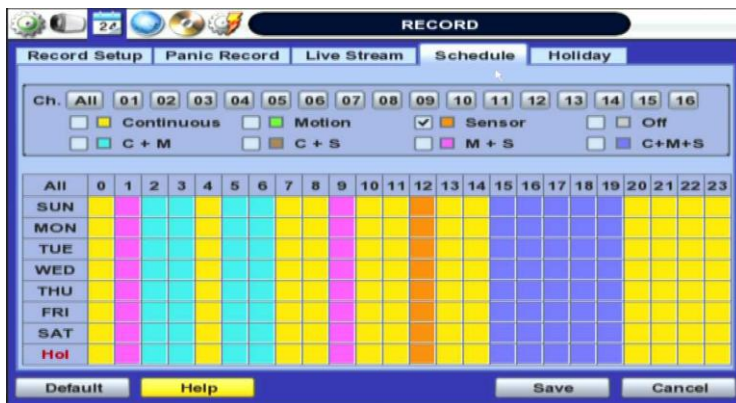 24
RECORD
Record Setup Panic Record Live Stream Schedule Holiday
Ch. All 01 02 03 04 05 06 07 08 09 10 11 12 13 14 15 16
Continuous Motion Sensor Off
C + M C + S M + S C+M+S
All 0 1 2 3 4 5 6 7 8 9 10 11 12 13 14 15 16 17 18 19 20 21 22 23
SUN
MON
TUE
WED
THU
FRI
SAT
Hol
Default Help Save Cancel